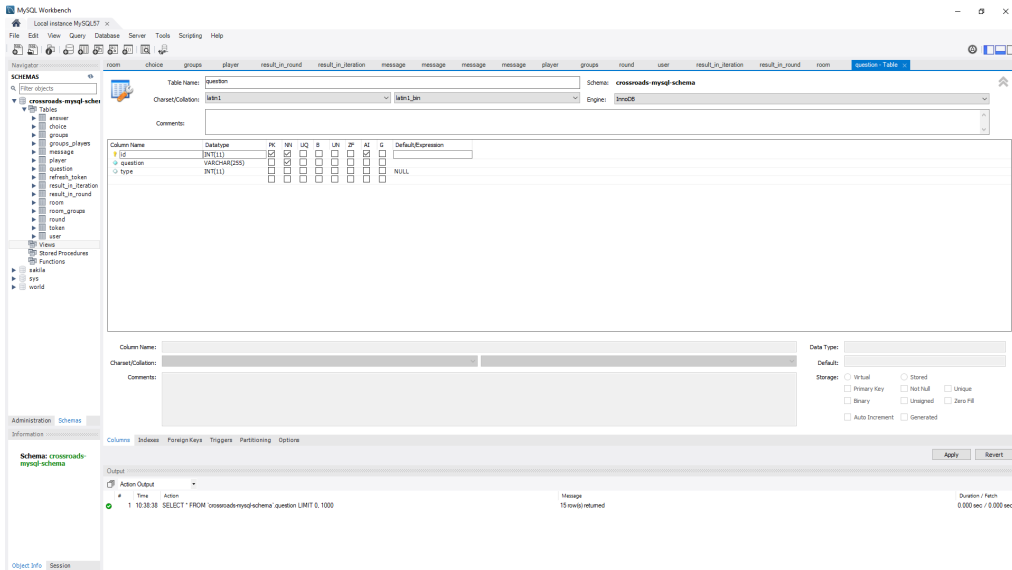 MySQL Workbench
Local instance MySQL57 ×
File Edit View Query Database Server Tools Scripting Help
Navigator room choice groups player result_in_round result_in_iteration message message message message player groups round user result_in_iteration result_in_round room question - Table ×
SCHEMAS
Filter objects
crossroads-mysql-schei
Tables
answer
choice
groups
groups_players
message
player
question
refresh_token
result_in_iteration
result_in_round
room
room_groups
round
token
user
Views
Stored Procedures
Functions
sakila
sys
world
Table Name: question Schema: crossroads-mysql-schema
Charset/Collation: latin1 latin1_bin Engine: InnoDB
Comments:
Column Name Datatype PK NN UQ B UN ZF AI G Default/Expression
id INT(11)
question VARCHAR(255)
type INT(11) NULL
Column Name: Data Type:
Charset/Collation: Default:
Comments: Storage: Virtual Stored
Primary Key Not Null Unique
Binary Unsigned Zero Fill
Auto Increment Generated
Administration Schemas
Information
Columns Indexes Foreign Keys Triggers Partitioning Options
Schema: crossroads-
mysql-schema
Apply Revert
Output
Action Output
# Time Action Message Duration / Fetch
1 10:38:38 SELECT * FROM `crossroads-mysql-schema`.question LIMIT 0, 1000 15 row(s) returned 0.000 sec / 0.000 sec
Object Info Session